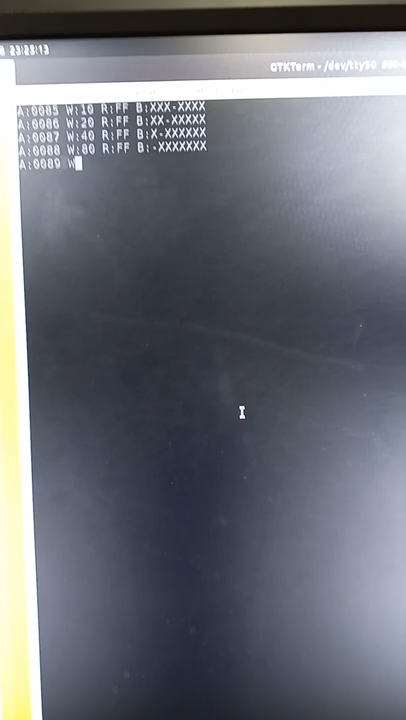 23:25:13
GTKTerm - /dev/ttyS0
A:0085 W:10 R:FF B:XXX-XXXX
A:0086 W:20 R:FF B:XX-XXXXX
A:0087 W:40 R:FF B:X-XXXXXX
A:0088 W:80 R:FF B:-XXXXXXX
A:0089 W